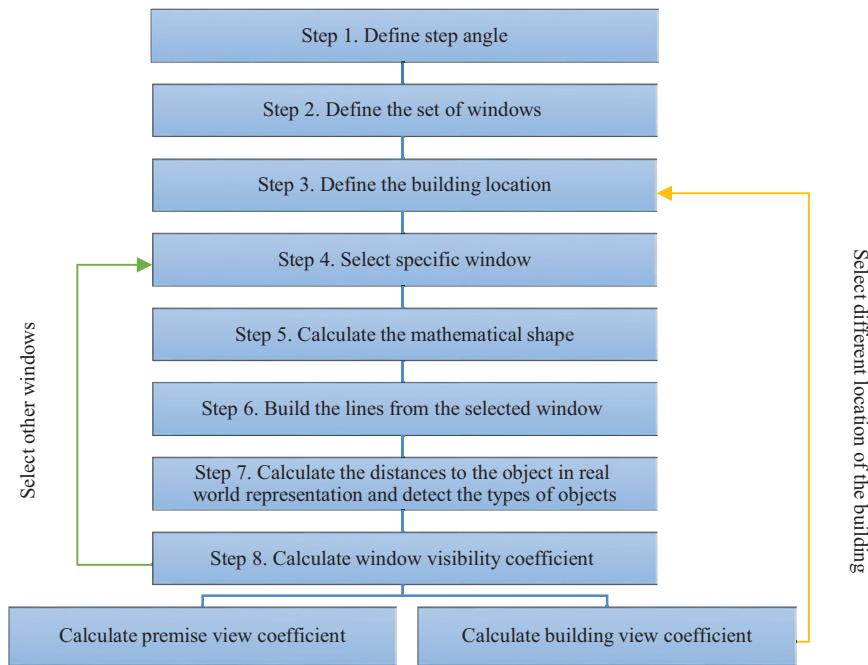 Step 1. Define step angle
Step 2. Define the set of windows
Step 3. Define the building location
Step 4. Select specific window
Step 5. Calculate the mathematical shape
Step 6. Build the lines from the selected window
Step 7. Calculate the distances to the object in real
world representation and detect the types of objects
Step 8. Calculate window visibility coefficient
Calculate premise view coefficient
Calculate building view coefficient
Select other windows
Select different location of the building